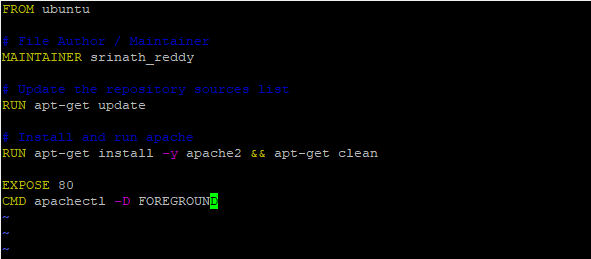 FROM ubuntu
# File Author / Maintainer
MAINTAINER srinath_reddy
# Update the repository sources list
RUN apt-get update
# Install and run apache
RUN apt-get install -y apache2 && apt-get clean
EXPOSE 80
CMD apachectl -D FOREGROUND
~
~
~